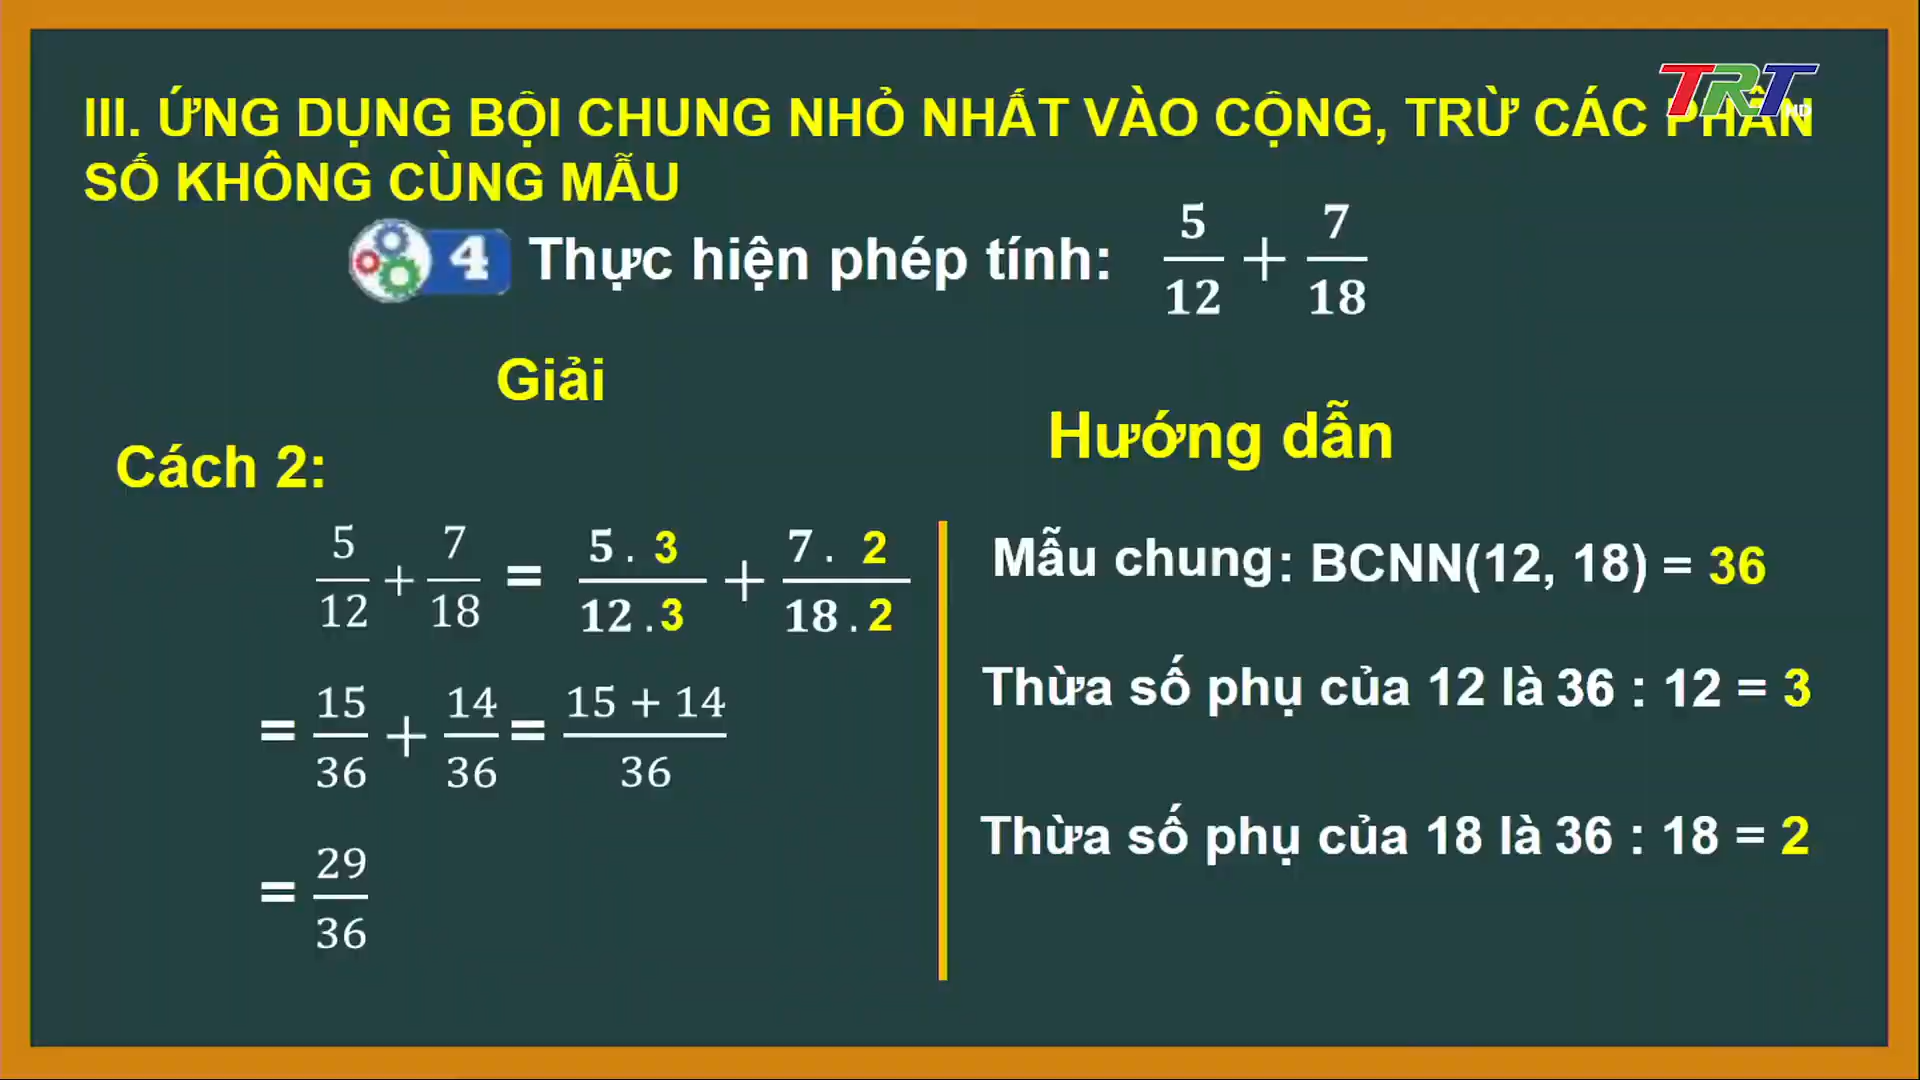 III. ỨNG DỤNG BỘI CHUNG NHỎ NHẤT VÀO CỘNG, TRỪ CÁC PHÂN
SỐ KHÔNG CÙNG MẪU
TRT HD
4 Thực hiện phép tính: 5/12 + 7/18
Giải
Cách 2:
5/12 + 7/18 = 5 . 3/12 . 3 + 7 . 2/18 . 2
= 15/36 + 14/36 = 15 + 14/36
= 29/36
Hướng dẫn
Mẫu chung: BCNN(12, 18) = 36
Thừa số phụ của 12 là 36 : 12 = 3
Thừa số phụ của 18 là 36 : 18 = 2